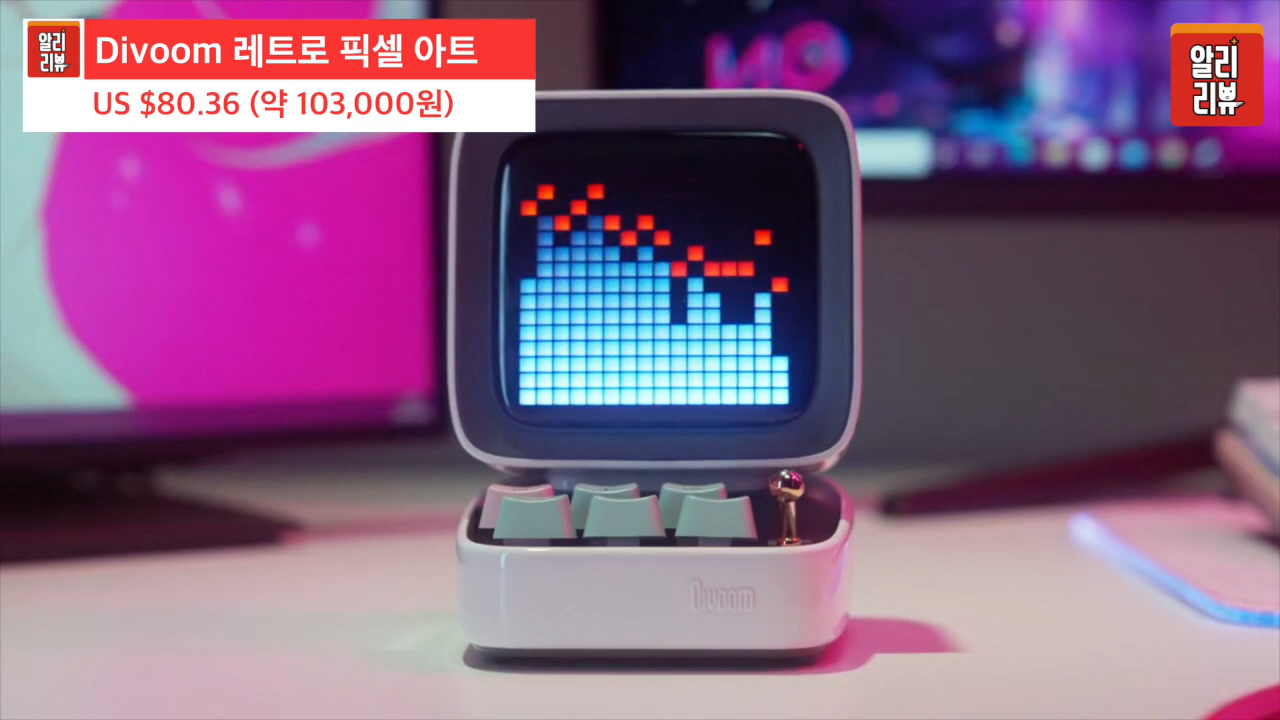 알리
리뷰
Divoom 레트로 픽셀 아트
US $80.36 (약 103,000원)
알리
리뷰
Divoom